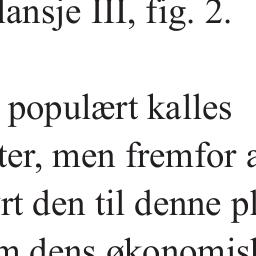 lansje III, fig. 2.
populært kalles
ter, men fremfor a
rt den til denne pl
m dens økonomisk